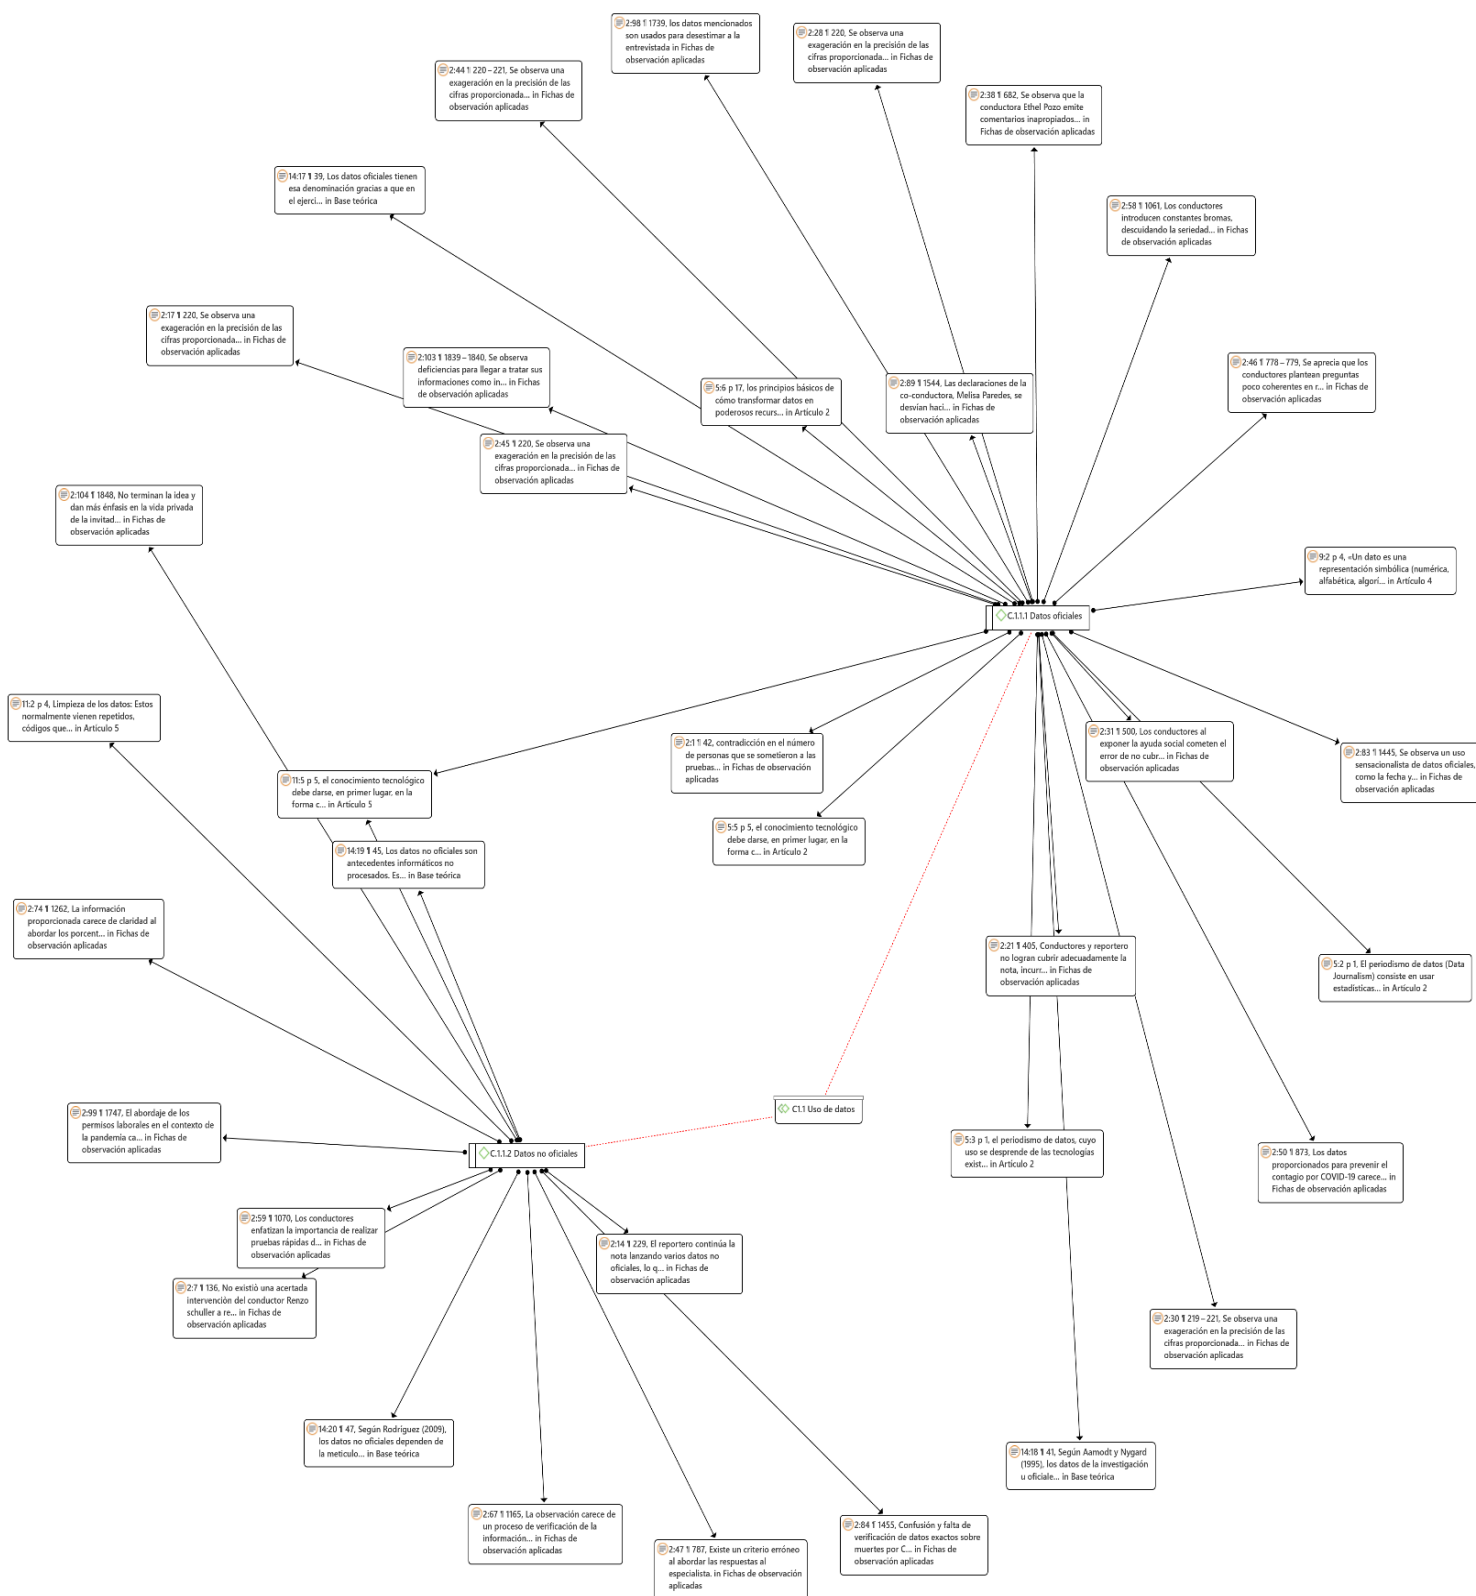 2:98 ¶ 1739, los datos mencionados
son usados para desestimar a la
entrevistada in Fichas de
observación aplicadas
2:28 ¶ 220, Se observa una
exageración en la precisión de las
cifras proporcionada... in Fichas de
observación aplicadas
2:44 ¶ 220 – 221, Se observa una
exageración en la precisión de las
cifras proporcionada... in Fichas de
observación aplicadas
2:38 ¶ 682, Se observa que la
conductora Ethel Pozo emite
comentarios inapropiados... in
Fichas de observación aplicadas
14:17 ¶ 39, Los datos oficiales tienen
esa denominación gracias a que en
el ejerci... in Base teórica
2:58 ¶ 1061, Los conductores
introducen constantes bromas,
descuidando la seriedad... in Fichas
de observación aplicadas
2:17 ¶ 220, Se observa una
exageración en la precisión de las
cifras proporcionada... in Fichas de
observación aplicadas
2:103 ¶ 1839 – 1840, Se observa
deficiencias para llegar a tratar sus
informaciones como in... in Fichas
de observación aplicadas
5:6 p 17, los principios básicos de
cómo transformar datos en
poderosos recurs... in Artículo 2
2:89 ¶ 1544, Las declaraciones de la
co-conductora, Melisa Paredes, se
desvían haci... in Fichas de
observación aplicadas
2:46 ¶ 778 – 779, Se aprecia que los
conductores plantean preguntas
poco coherentes en r... in Fichas de
observación aplicadas
2:45 ¶ 220, Se observa una
exageración en la precisión de las
cifras proporcionada... in Fichas de
observación aplicadas
2:104 ¶ 1848, No terminan la idea y
dan más énfasis en la vida privada
de la invitad... in Fichas de
observación aplicadas
9:2 p 4, «Un dato es una
representación simbólica (numérica,
alfabética, algorí... in Artículo 4
C.1.1.1 Datos oficiales
11:2 p 4, Limpieza de los datos: Estos
normalmente vienen repetidos,
códigos que... in Artículo 5
2:1 ¶ 42, contradicción en el número
de personas que se sometieron a las
pruebas... in Fichas de observación
aplicadas
2:31 ¶ 500, Los conductores al
exponer la ayuda social cometen el
error de no cubr... in Fichas de
observación aplicadas
2:83 ¶ 1445, Se observa un uso
sensacionalista de datos oficiales,
como la fecha y... in Fichas de
observación aplicadas
11:5 p 5, el conocimiento tecnológico
debe darse, en primer lugar, en la
forma c... in Artículo 5
5:5 p 5, el conocimiento tecnológico
debe darse, en primer lugar, en la
forma c... in Artículo 2
14:19 ¶ 45, Los datos no oficiales son
antecedentes informáticos no
procesados. Es... in Base teórica
2:74 ¶ 1262, La información
proporcionada carece de claridad al
abordar los porcent... in Fichas de
observación aplicadas
2:21 ¶ 405, Conductores y reportero
no logran cubrir adecuadamente la
nota, incurr... in Fichas de
observación aplicadas
5:2 p 1, El periodismo de datos (Data
Journalism) consiste en usar
estadísticas... in Artículo 2
C1.1 Uso de datos
2:99 ¶ 1747, El abordaje de los
permisos laborales en el contexto de
la pandemia ca... in Fichas de
observación aplicadas
C.1.1.2 Datos no oficiales
5:3 p 1, el periodismo de datos, cuyo
uso se desprende de las tecnologías
exist... in Artículo 2
2:50 ¶ 873, Los datos
proporcionados para prevenir el
contagio por COVID-19 carece... in
Fichas de observación aplicadas
2:59 ¶ 1070, Los conductores
enfatizan la importancia de realizar
pruebas rápidas d... in Fichas de
observación aplicadas
2:14 ¶ 229, El reportero continúa la
nota lanzando varios datos no
oficiales, lo q... in Fichas de
observación aplicadas
2:7 ¶ 136, No existiò una acertada
intervención del conductor Renzo
schuller a re... in Fichas de
observación aplicadas
2:30 ¶ 219 – 221, Se observa una
exageración en la precisión de las
cifras proporcionada... in Fichas de
observación aplicadas
14:20 ¶ 47, Según Rodríguez (2009),
los datos no oficiales dependen de
la metículo... in Base teórica
14:18 ¶ 41, Según Aamodt y Nygard
(1995), los datos de la investigación
u oficiale... in Base teórica
2:67 ¶ 1165, La observación carece de
un proceso de verificación de la
información... in Fichas de
observación aplicadas
2:47 ¶ 787, Existe un criterio erróneo
al abordar las respuestas al
especialista. in Fichas de observación
aplicadas
2:84 ¶ 1455, Confusión y falta de
verificación de datos exactos sobre
muertes por C... in Fichas de
observación aplicadas